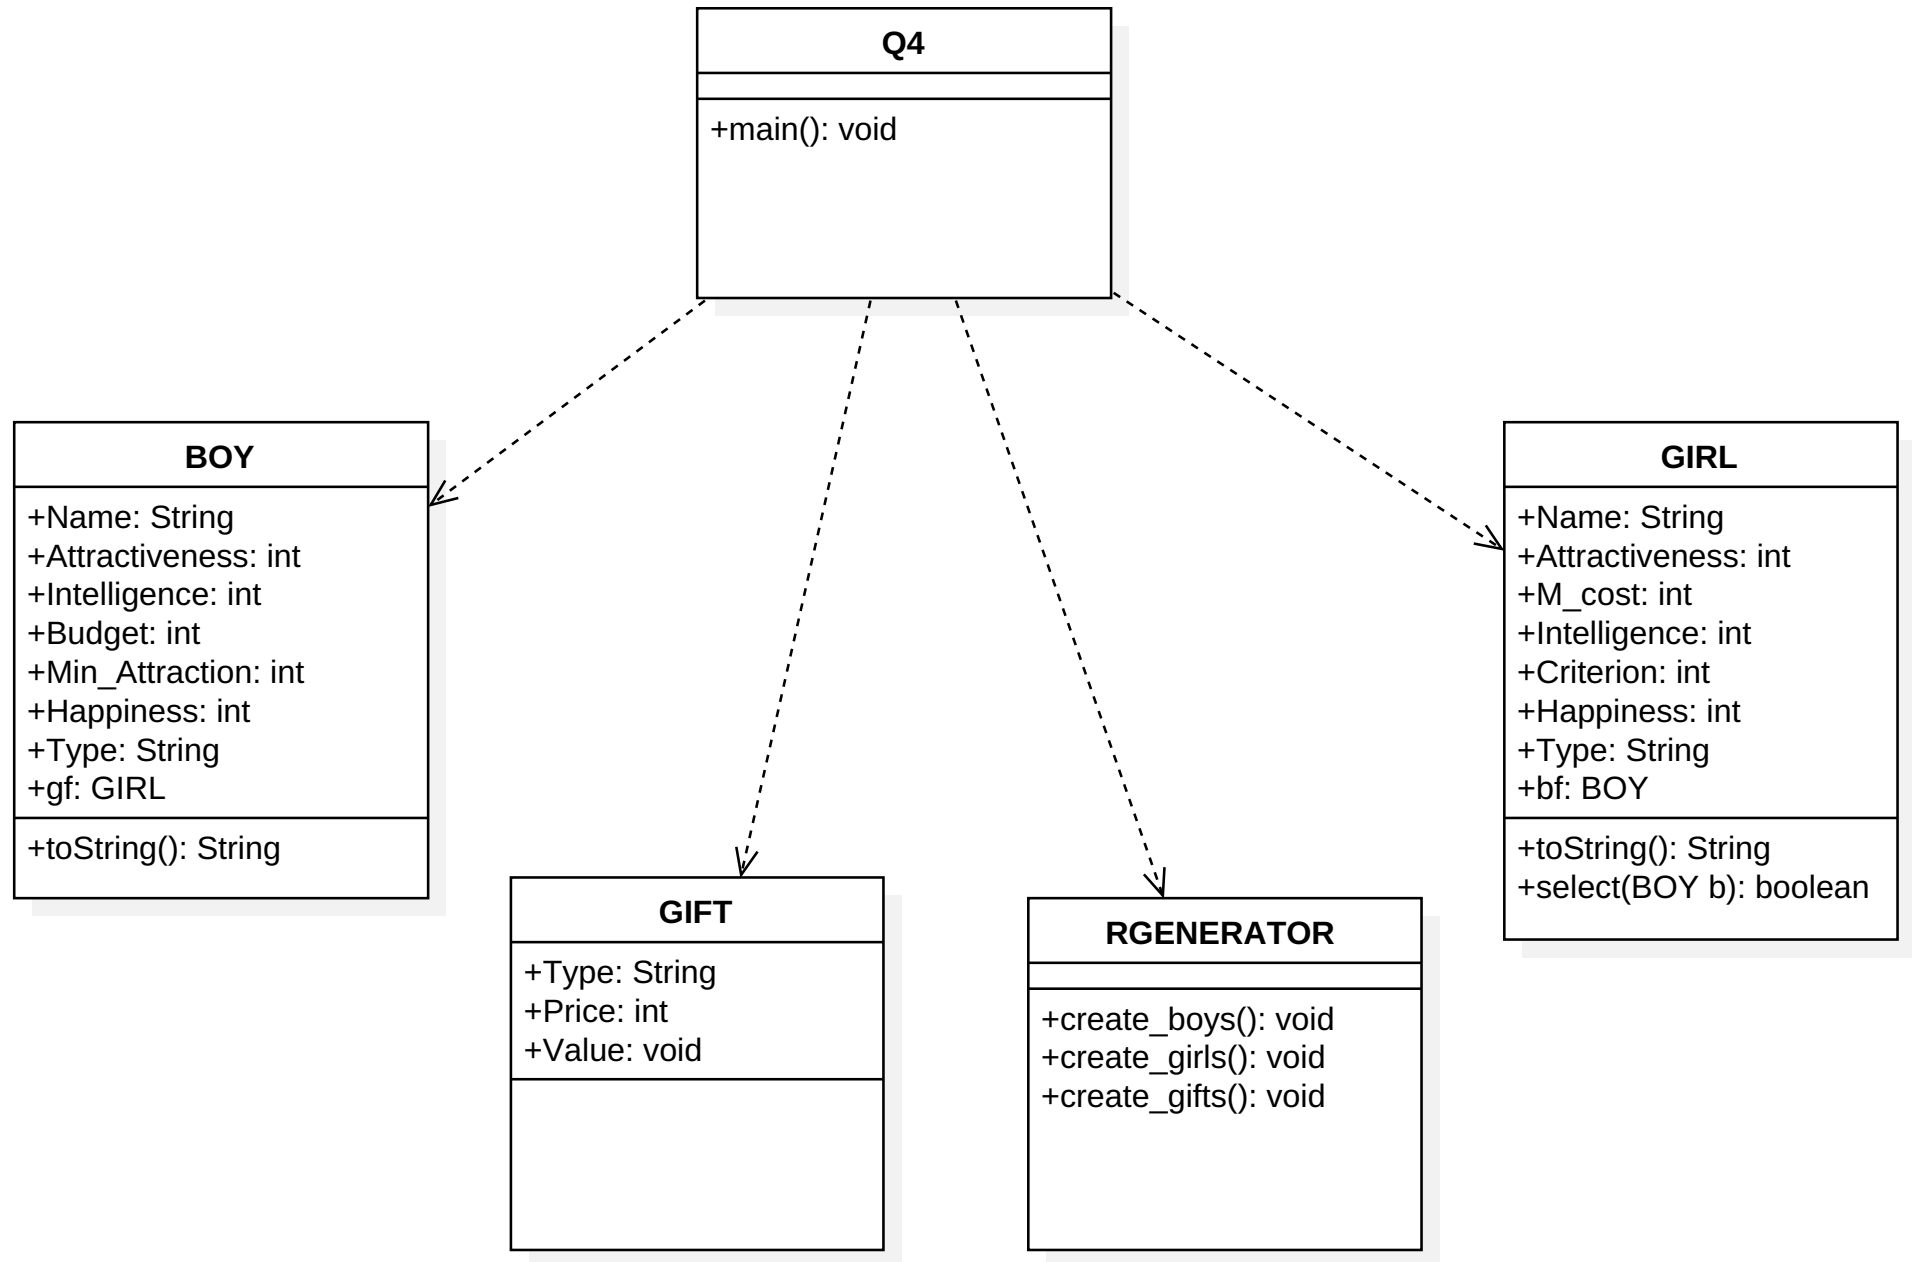 Q4
+main(): void
BOY
+Name: String
+Attractiveness: int
+Intelligence: int
+Budget: int
+Min_Attraction: int
+Happiness: int
+Type: String
+gf: GIRL
+toString(): String
GIFT
+Type: String
+Price: int
+Value: void
RGENERATOR
+create_boys(): void
+create_girls(): void
+create_gifts(): void
GIRL
+Name: String
+Attractiveness: int
+M_cost: int
+Intelligence: int
+Criterion: int
+Happiness: int
+Type: String
+bf: BOY
+toString(): String
+select(BOY b): boolean